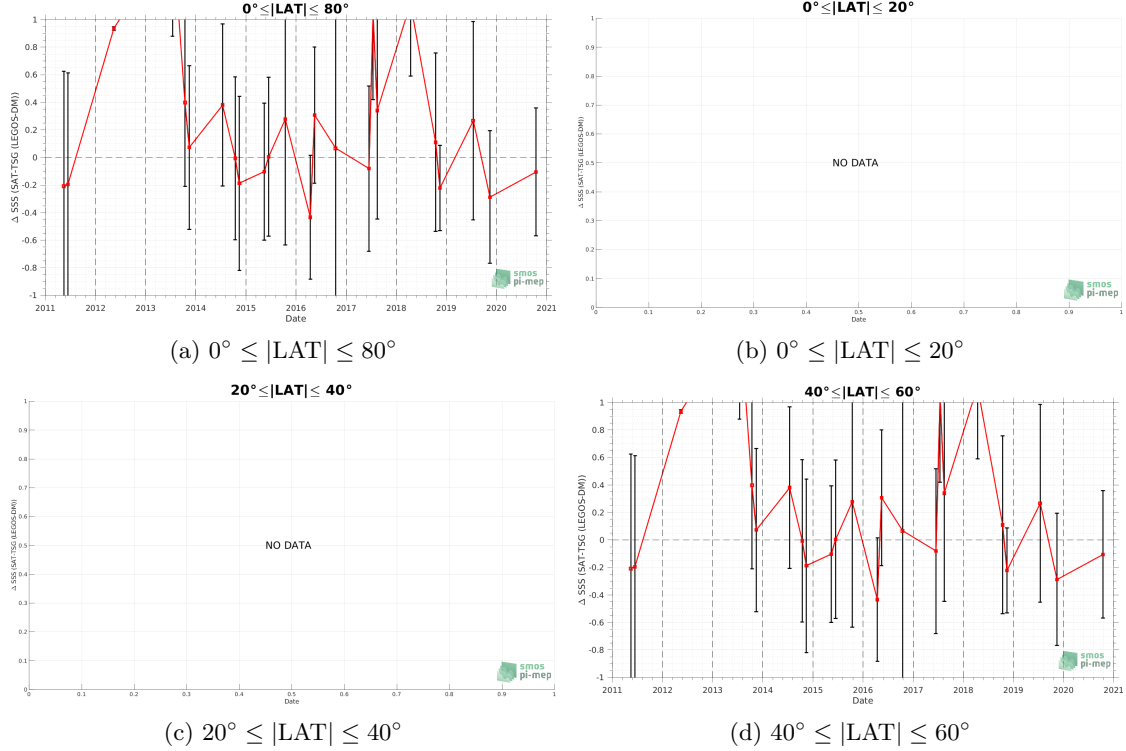 0°≤|LAT|≤ 80°
Δ SSS (SAT-TSG (LEGOS-DM))
1
0.8
0.6
0.4
0.2
0
-0.2
-0.4
-0.6
-0.8
-1
2011 2012 2013 2014 2015 2016 2017 2018 2019 2020 2021
Date
smos
pi-mep
(a) 0° ≤ |LAT| ≤ 80°
0°≤|LAT|≤ 20°
Δ SSS (SAT-TSG (LEGOS-DM))
1
0.9
0.8
0.7
0.6
0.5
0.4
0.3
0.2
0.1
0
NO DATA
0 0.1 0.2 0.3 0.4 0.5 0.6 0.7 0.8 0.9 1
Date
smos
pi-mep
(b) 0° ≤ |LAT| ≤ 20°
20°≤|LAT|≤ 40°
Δ SSS (SAT-TSG (LEGOS-DM))
1
0.9
0.8
0.7
0.6
0.5
0.4
0.3
0.2
0.1
0
NO DATA
0 0.1 0.2 0.3 0.4 0.5 0.6 0.7 0.8 0.9 1
Date
smos
pi-mep
(c) 20° ≤ |LAT| ≤ 40°
40°≤|LAT|≤ 60°
Δ SSS (SAT-TSG (LEGOS-DM))
1
0.8
0.6
0.4
0.2
0
-0.2
-0.4
-0.6
-0.8
-1
2011 2012 2013 2014 2015 2016 2017 2018 2019 2020 2021
Date
smos
pi-mep
(d) 40° ≤ |LAT| ≤ 60°